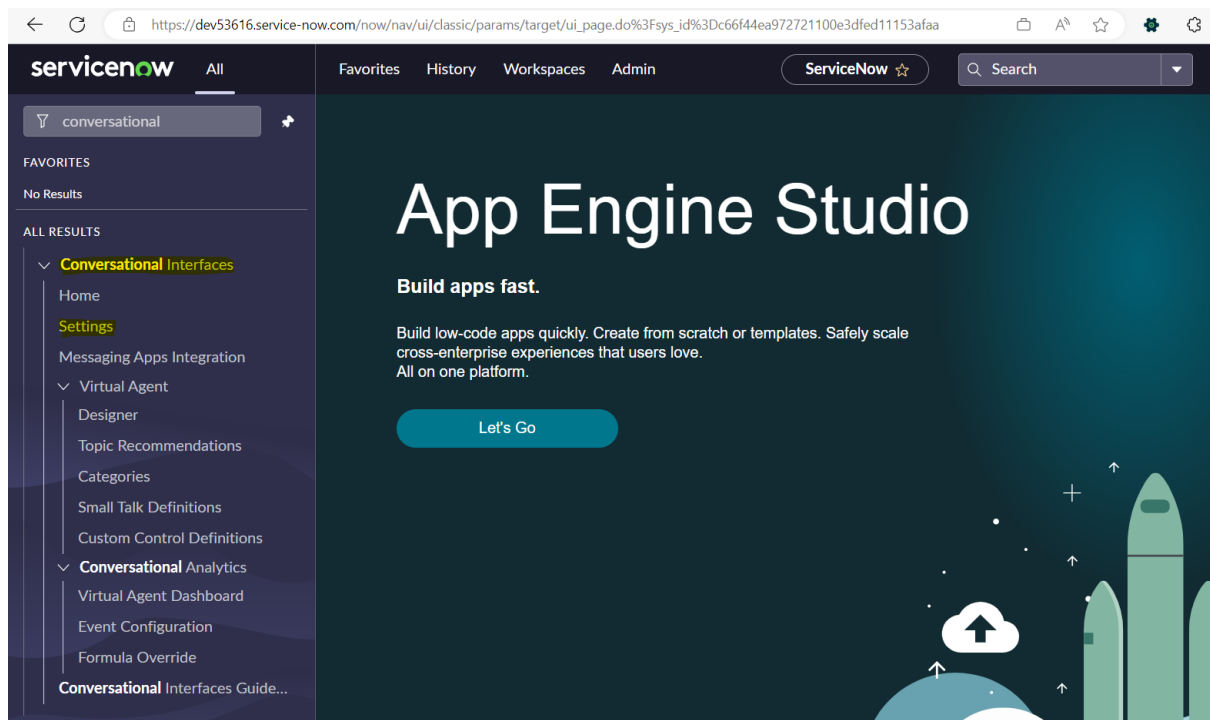 https://dev53616.service-now.com/now/nav/ui/classic/params/target/ui_page.do%3Fsys_id%3Dc66f44ea972721100e3dfed11153afaa
servicenow All Favorites History Workspaces Admin ServiceNow Search
conversational
FAVORITES
No Results
ALL RESULTS
Conversational Interfaces
Home
Settings
Messaging Apps Integration
Virtual Agent
Designer
Topic Recommendations
Categories
Small Talk Definitions
Custom Control Definitions
Conversational Analytics
Virtual Agent Dashboard
Event Configuration
Formula Override
Conversational Interfaces Guide...
App Engine Studio
Build apps fast.
Build low-code apps quickly. Create from scratch or templates. Safely scale
cross-enterprise experiences that users love.
All on one platform.
Let's Go